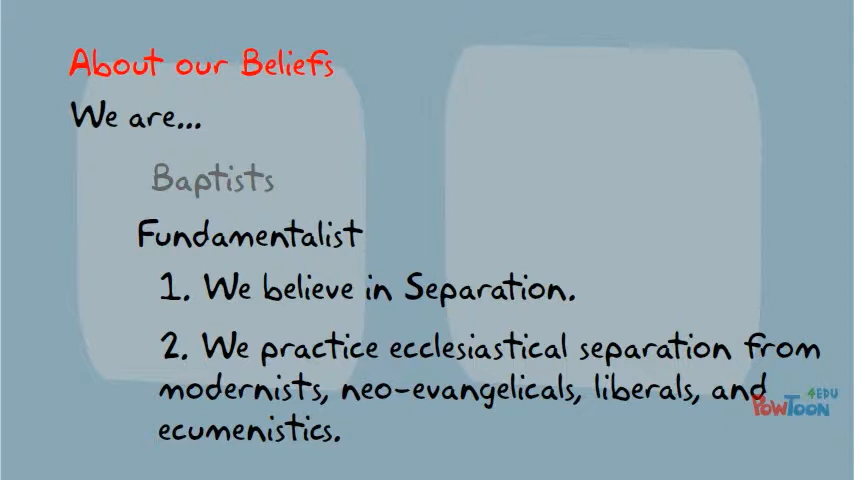 About our Beliefs
We are...
Baptists
Fundamentalist
1. We believe in Separation.
2. We practice ecclesiastical separation from
modernists, neo-evangelicals, liberals, and
ecumenistics.
4EDU
POWTOON